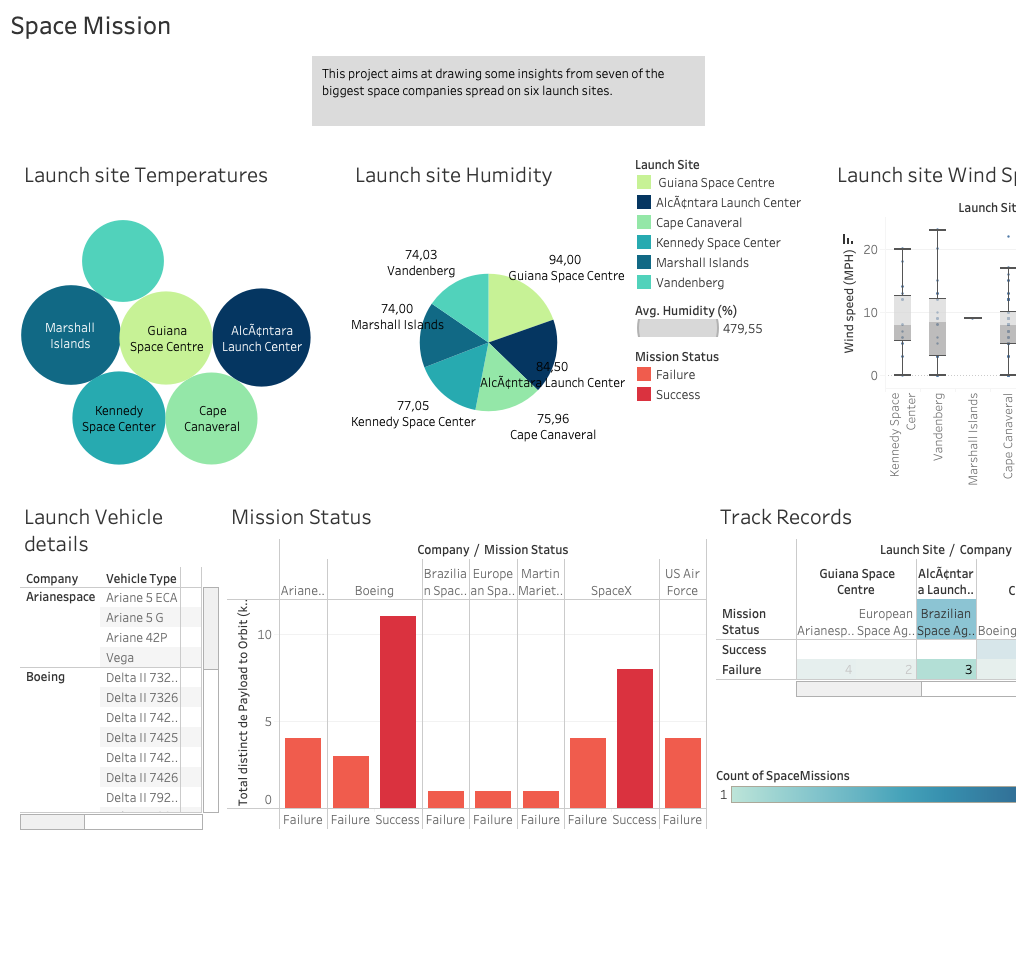 Space Mission
This project aims at drawing some insights from seven of the
biggest space companies spread on six launch sites.
Launch site Temperatures
Marshall
Islands
Guiana
Space Centre
AlcÃ¢ntara
Launch Center
Kennedy
Space Center
Cape
Canaveral
Launch site Humidity
74,03
Vandenberg
94,00
Guiana Space Centre
74,00
Marshall Islands
84,50
AlcÃ¢ntara Launch Center
77,05
Kennedy Space Center
75,96
Cape Canaveral
Launch Site
Guiana Space Centre
AlcÃ¢ntara Launch Center
Cape Canaveral
Kennedy Space Center
Marshall Islands
Vandenberg
Avg. Humidity (%)
479,55
Mission Status
Failure
Success
Launch site Wind Sp
Launch Sit
Wind speed (MPH)
20
10
0
Kennedy Space
Center
Vandenberg
Marshall Islands
Cape Canaveral
Launch Vehicle
details
Company Vehicle Type
Arianespace Ariane 5 ECA
Ariane 5 G
Ariane 42P
Vega
Boeing Delta II 732..
Delta II 7326
Delta II 742..
Delta II 7425
Delta II 742..
Delta II 7426
Delta II 792..
Mission Status
Company / Mission Status
Ariane..
Boeing
Brazilia
n Spac..
Europe
an Spa..
Martin
Mariet..
SpaceX
US Air
Force
Total distinct de Payload to Orbit (k..
10
5
0
Failure Failure Success Failure Failure Failure Failure Success Failure
Track Records
Launch Site / Company
Guiana Space
Centre
AlcÃ¢ntar
a Launch..
C
Mission
Status
Arianesp..
European
Space Ag..
Brazilian
Space Ag..
Boeing
Success
Failure 4 2 3
Count of SpaceMissions
1